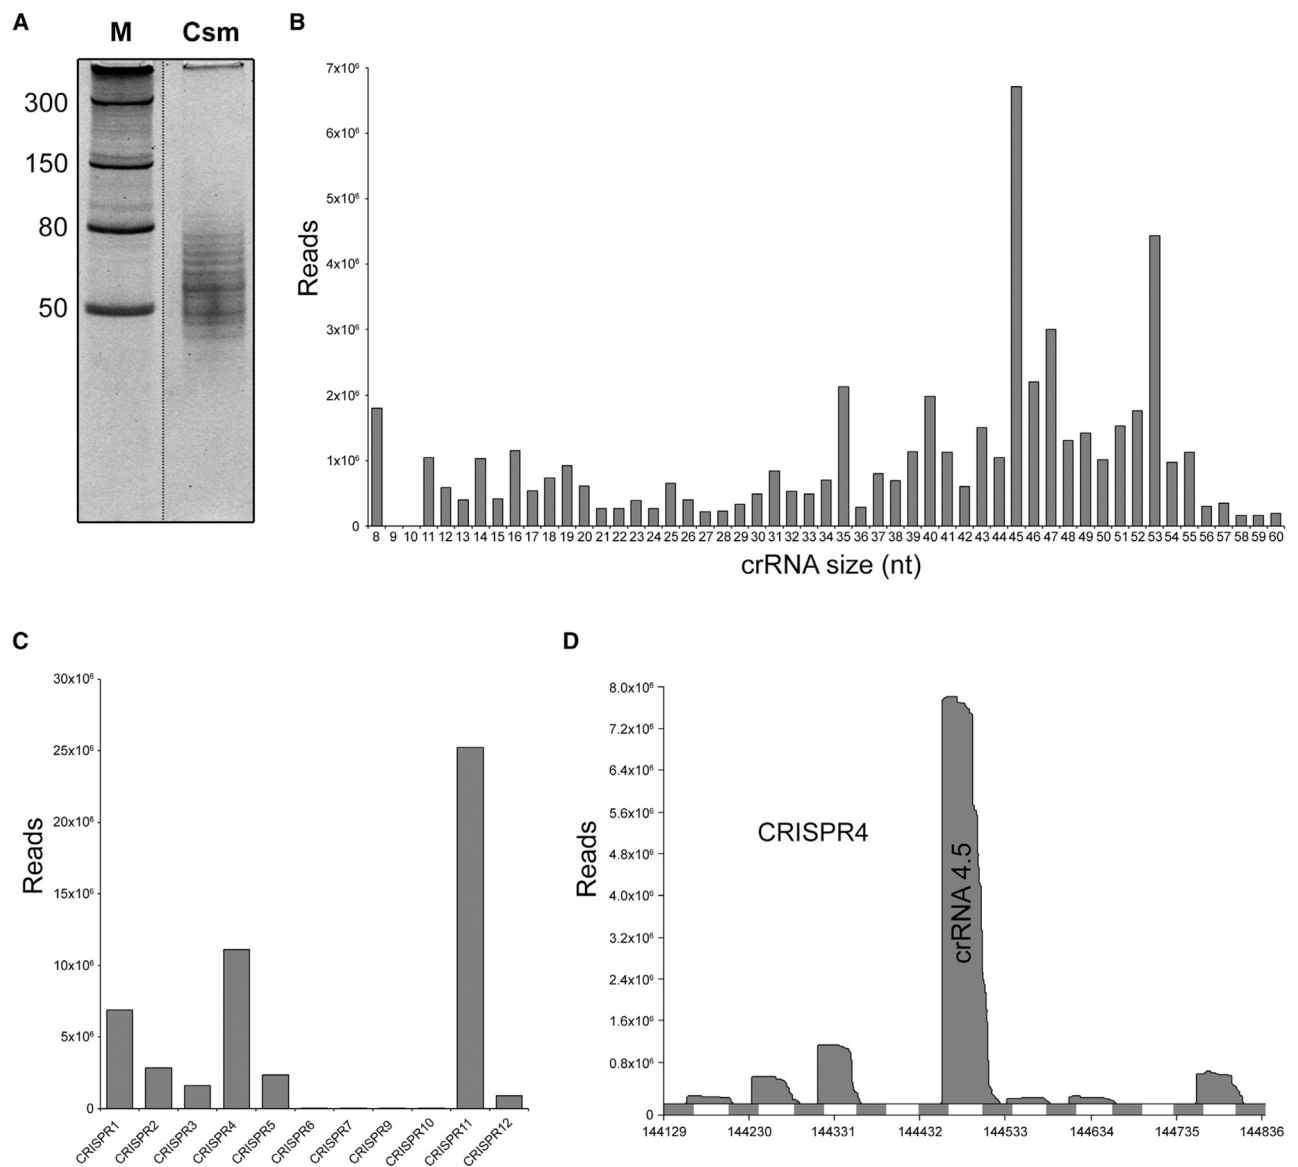 A
M Csm
300
150
80
50
B
7x10⁶
6x10⁶
5x10⁶
4x10⁶
3x10⁶
2x10⁶
1x10⁶
0
Reads
8 9 10 11 12 13 14 15 16 17 18 19 20 21 22 23 24 25 26 27 28 29 30 31 32 33 34 35 36 37 38 39 40 41 42 43 44 45 46 47 48 49 50 51 52 53 54 55 56 57 58 59 60
crRNA size (nt)
C
30x10⁶
25x10⁶
20x10⁶
15x10⁶
10x10⁶
5x10⁶
0
Reads
CRISPR1 CRISPR2 CRISPR3 CRISPR4 CRISPR5 CRISPR6 CRISPR7 CRISPR9 CRISPR10 CRISPR11 CRISPR12
D
8.0x10⁶
7.2x10⁶
6.4x10⁶
5.6x10⁶
4.8x10⁶
4.0x10⁶
3.2x10⁶
2.4x10⁶
1.6x10⁶
0.8x10⁶
0
Reads
CRISPR4
crRNA 4.5
144129 144230 144331 144432 144533 144634 144735 144836